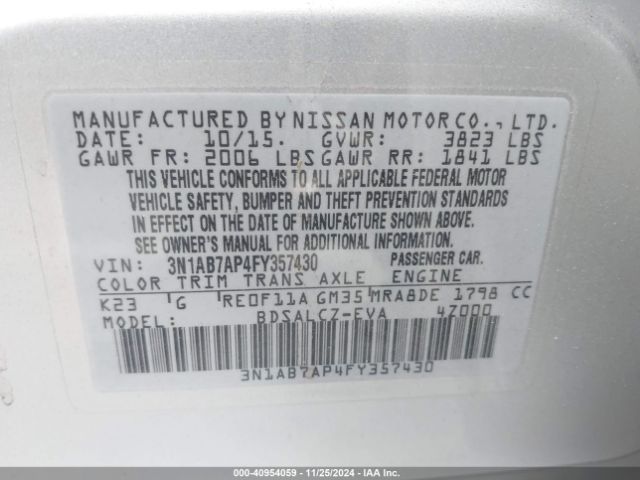 MANUFACTURED BY NISSAN MOTOR CO., LTD.
DATE: 10/15. GVWR: 3823 LBS
GAWR FR: 2006 LBS GAWR RR: 1841 LBS
THIS VEHICLE CONFORMS TO ALL APPLICABLE FEDERAL MOTOR
VEHICLE SAFETY, BUMPER AND THEFT PREVENTION STANDARDS
IN EFFECT ON THE DATE OF MANUFACTURE SHOWN ABOVE.
SEE OWNER'S MANUAL FOR ADDITIONAL INFORMATION.
VIN: 3N1AB7AP4FY357430 PASSENGER CAR.
COLOR TRIM TRANS AXLE ENGINE
K23 G RE0F11A GM35 MRA8DE 1798 CC
MODEL: BDSALCZ-EVA 4Z000
3N1AB7AP4FY357430
000-40954059 - 11/25/2024 - IAAI.COM